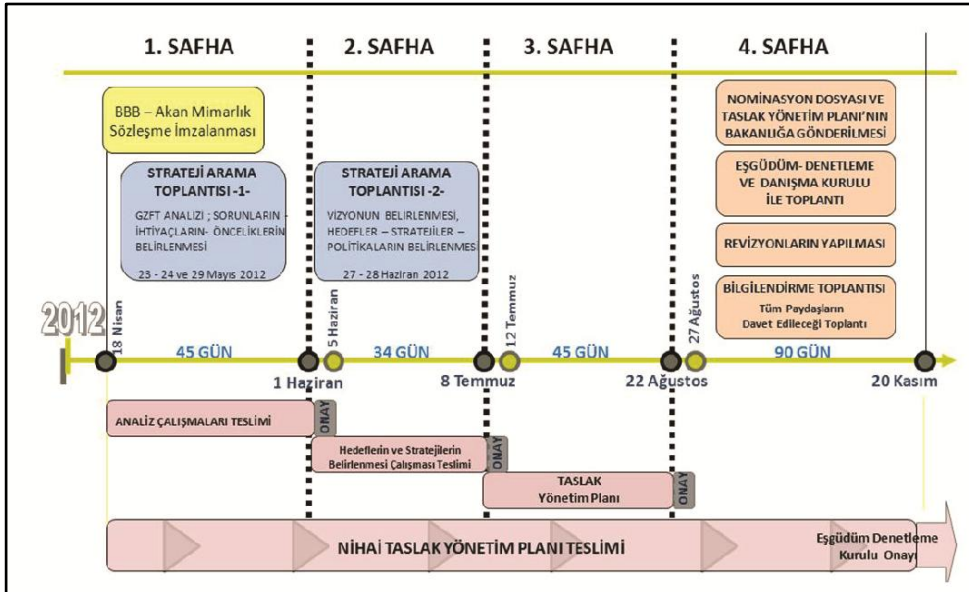 1. SAFHA
2. SAFHA
3. SAFHA
4. SAFHA
BBB – Akan Mimarlık
Sözleşme İmzalanması
STRATEJİ ARAMA
TOPLANTISI -1-
GZFT ANALİZİ ; SORUNLARIN -
İHTİYAÇLARIN- ÖNCELİKLERİN
BELİRLENMESİ
23 - 24 ve 29 Mayıs 2012
STRATEJİ ARAMA
TOPLANTISI -2-
VİZYONUN BELİRLENMESİ,
HEDEFLER – STRATEJİLER –
POLİTİKALARIN BELİRLENMESİ
27 - 28 Haziran 2012
NOMINASYON DOSYASI VE
TASLAK YÖNETİM PLANI'NIN
BAKANLIĞA GÖNDERİLMESİ
EŞGÜDÜM- DENETLEME
VE DANIŞMA KURULU
İLE TOPLANTI
REVİZYONLARIN YAPILMASI
BİLGİLENDİRME TOPLANTISI
Tüm Paydaşların
Davet Edileceği Toplantı
2012
18 Nisan
45 GÜN
1 Haziran
5 Haziran
34 GÜN
8 Temmuz
12 Temmuz
45 GÜN
22 Ağustos
27 Ağustos
90 GÜN
20 Kasım
ANALİZ ÇALIŞMALARI TESLİMİ
ONAY
Hedeflerin ve Stratejilerin
Belirlenmesi Çalışması Teslimi
ONAY
TASLAK
Yönetim Planı
ONAY
NİHAİ TASLAK YÖNETİM PLANI TESLİMİ
Eşgüdüm Denetleme
Kurulu Onayı